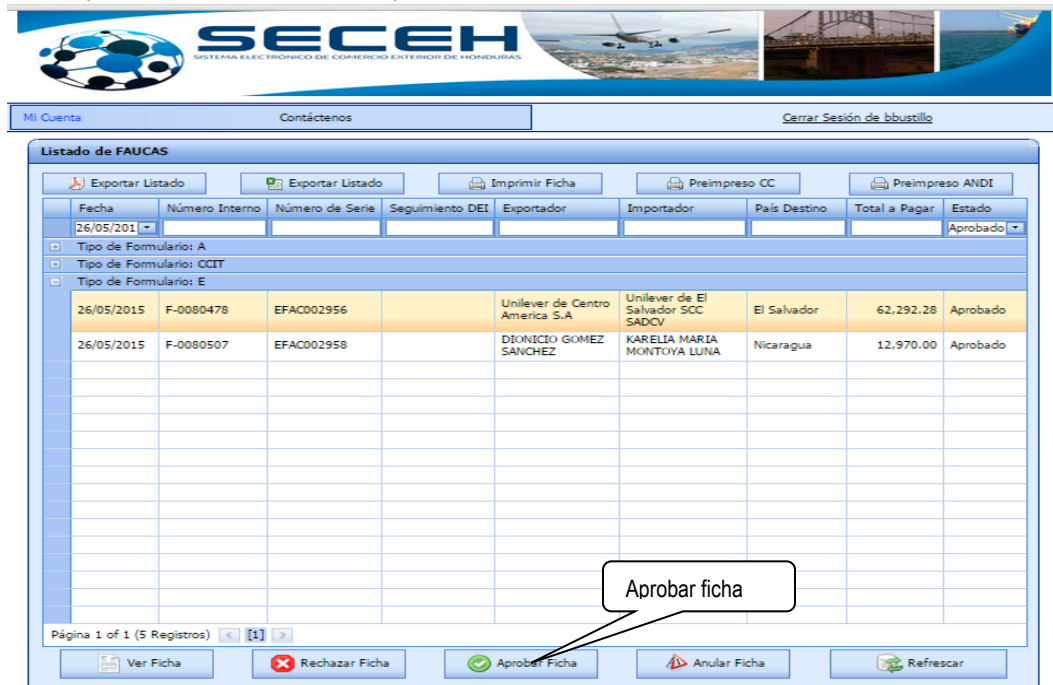 SECEH
SISTEMA ELECTRÓNICO DE COMERCIO EXTERIOR DE HONDURAS
Mi Cuenta Contáctenos Cerrar Sesión de bbustillo
Listado de FAUCAS
Exportar Listado Exportar Listado Imprimir Ficha Preimpreso CC Preimpreso ANDI
Fecha Número Interno Número de Serie Seguimiento DEI Exportador Importador País Destino Total a Pagar Estado
26/05/201 Aprobado
Tipo de Formulario: A
Tipo de Formulario: CCIT
Tipo de Formulario: E
26/05/2015 F-0080478 EFAC002956 Unilever de Centro America S.A Unilever de El Salvador SCC SADCV El Salvador 62,292.28 Aprobado
26/05/2015 F-0080507 EFAC002958 DIONICIO GOMEZ SANCHEZ KARELIA MARIA MONTOYA LUNA Nicaragua 12,970.00 Aprobado
Aprobar ficha
Página 1 of 1 (5 Registros) < [1] >
Ver Ficha Rechazar Ficha Aprobar Ficha Anular Ficha Refrescar